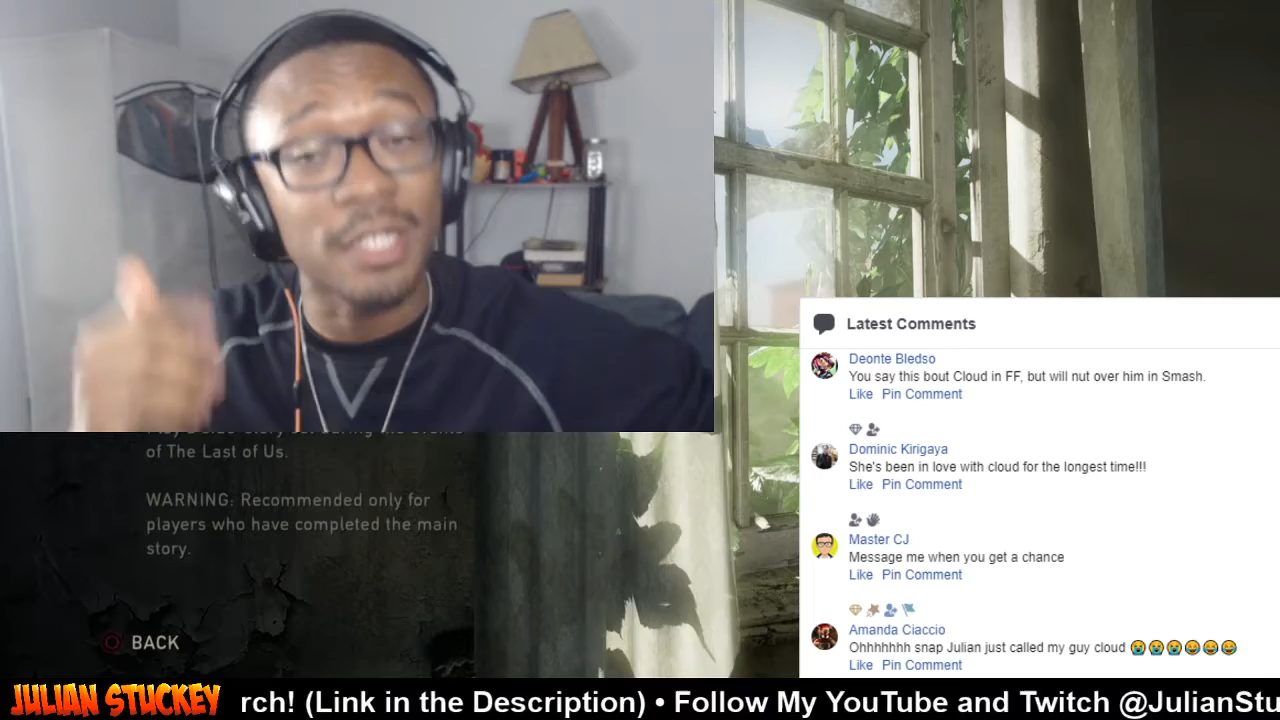 of The Last of Us.
WARNING: Recommended only for
players who have completed the main
story.
BACK
Latest Comments
Deonte Bledso
You say this bout Cloud in FF, but will nut over him in Smash.
Like Pin Comment
Dominic Kirigaya
She's been in love with cloud for the longest time!!!
Like Pin Comment
Master CJ
Message me when you get a chance
Like Pin Comment
Amanda Ciaccio
Ohhhhhhh snap Julian just called my guy cloud 😭😭😭😂😂😂
Like Pin Comment
JULIAN STUCKEY rch! (Link in the Description) • Follow My YouTube and Twitch @JulianStu